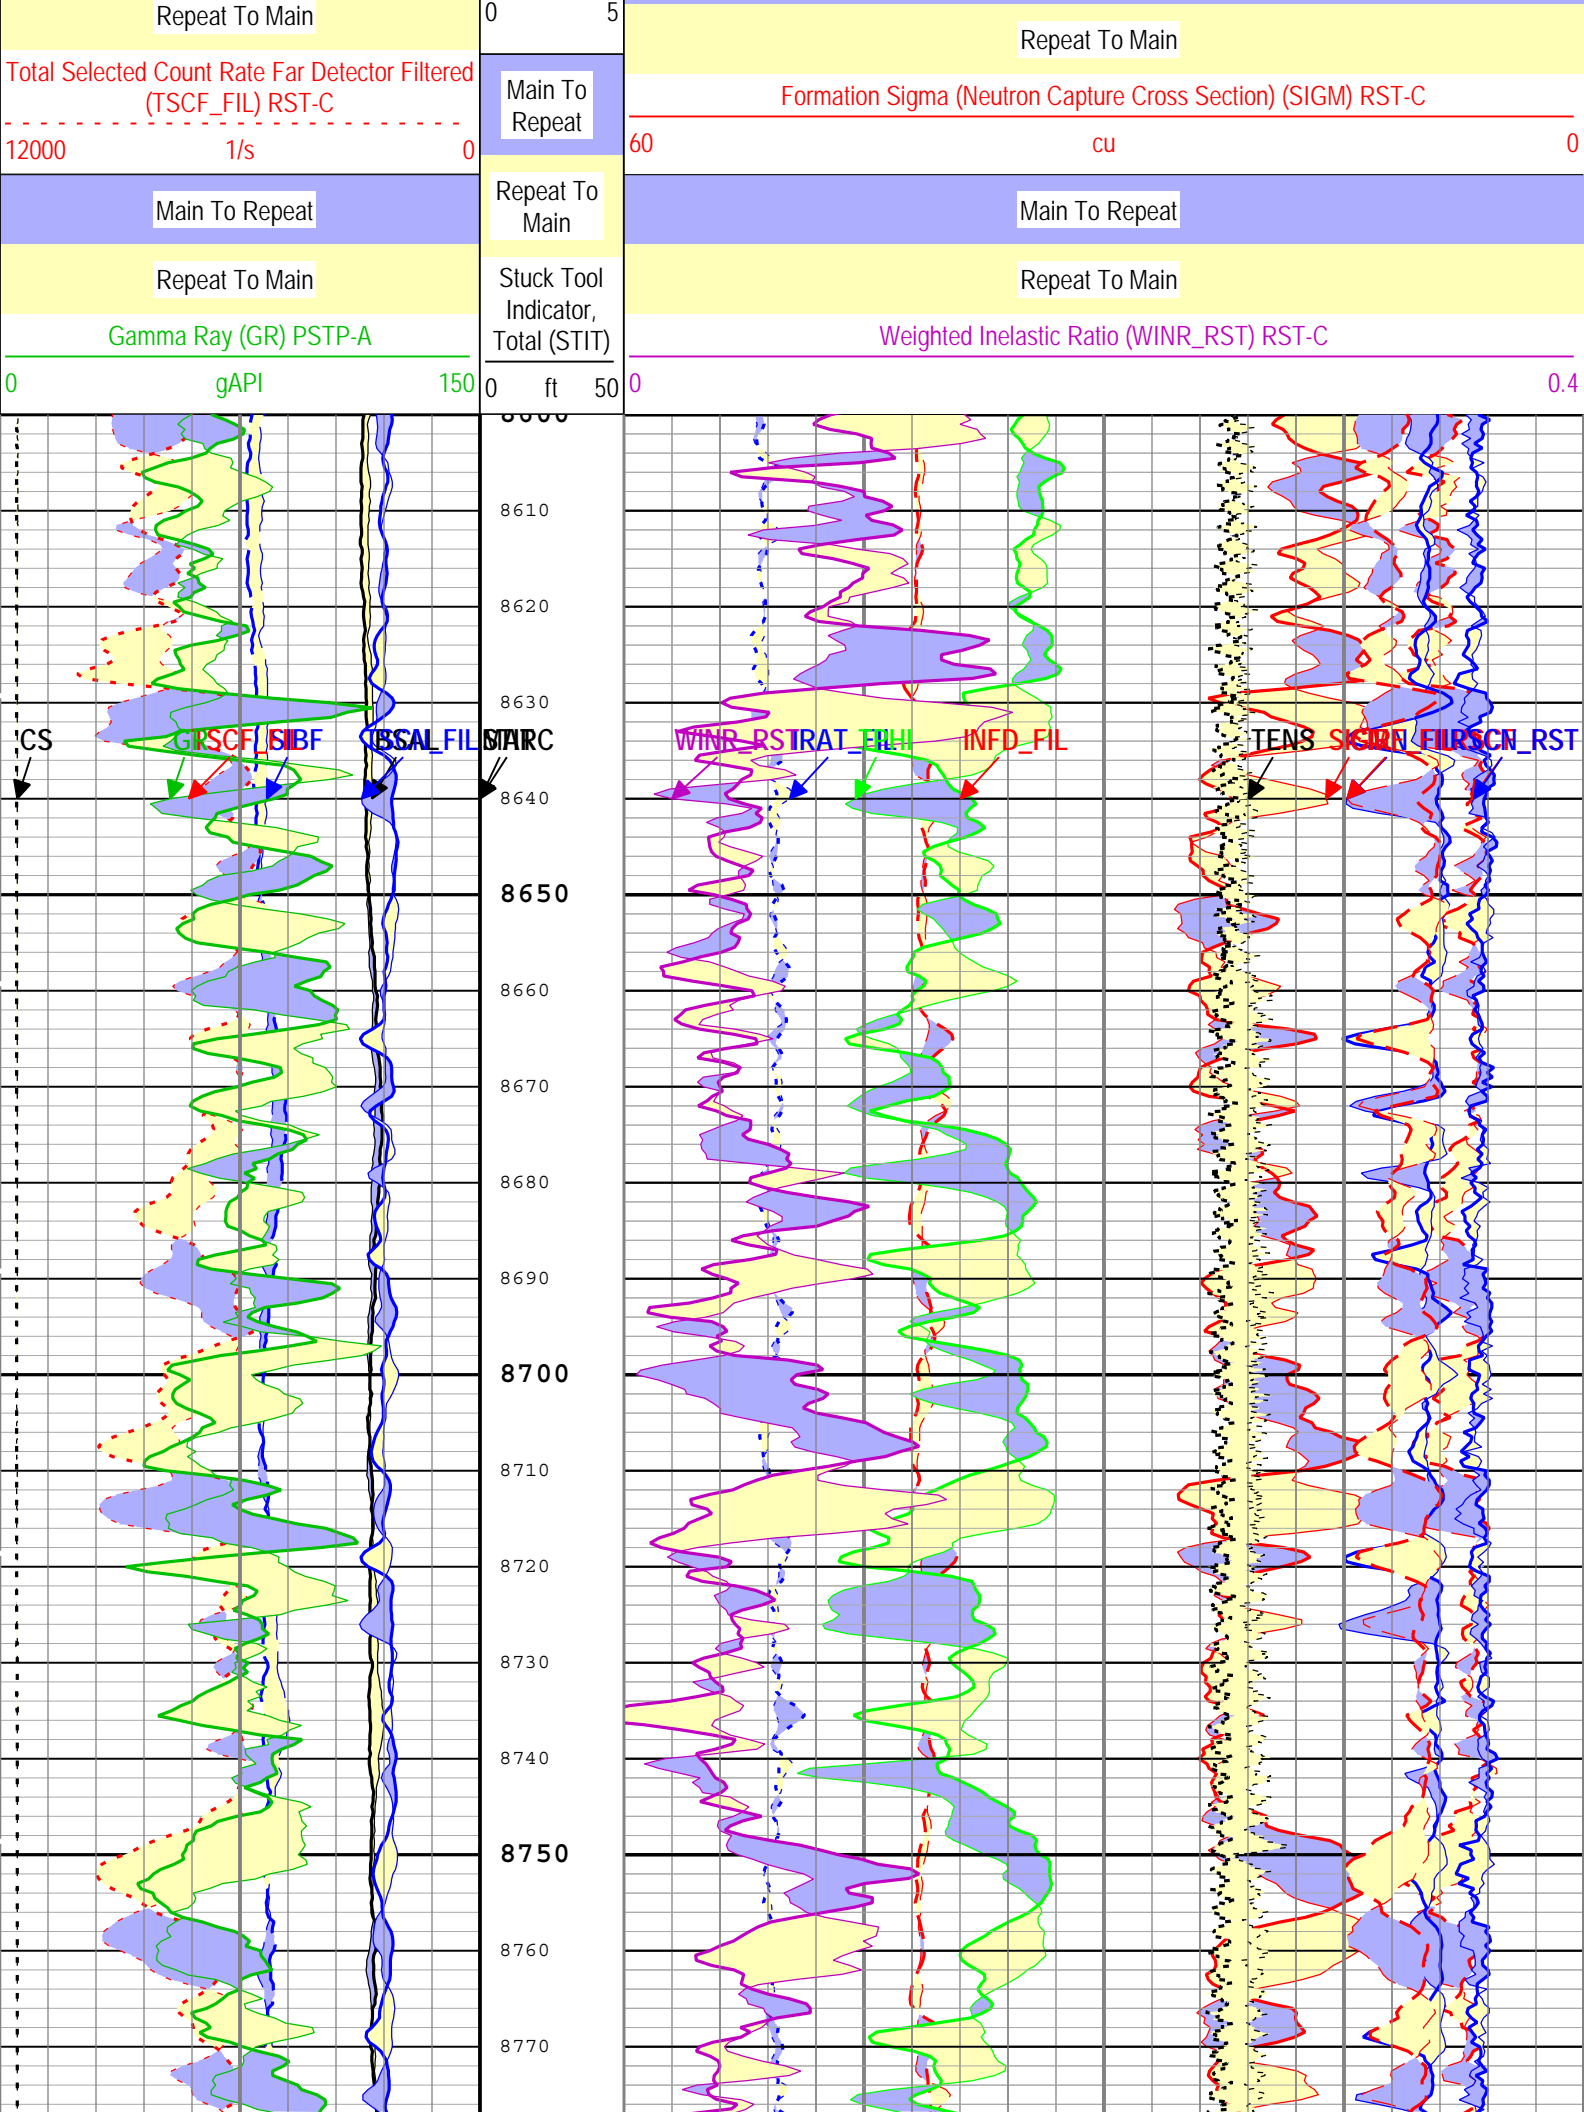 Repeat To Main
Total Selected Count Rate Far Detector Filtered
(TSCF_FIL) RST-C
12000 1/s 0
Main To Repeat
Repeat To Main
Gamma Ray (GR) PSTP-A
0 gAPI 150
0 5
Main To
Repeat
Repeat To
Main
Stuck Tool
Indicator,
Total (STIT)
0 ft 50
Repeat To Main
Formation Sigma (Neutron Capture Cross Section) (SIGM) RST-C
60 cu 0
Main To Repeat
Repeat To Main
Weighted Inelastic Ratio (WINR_RST) RST-C
0 0.4
8600
8610
8620
8630
CS
WINR_RST
INFD_FIL
TENS
8640
8650
8660
8670
8680
8690
8700
8710
8720
8730
8740
8750
8760
8770